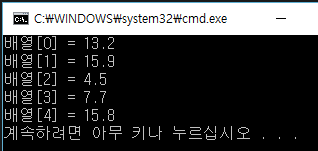 C:\WINDOWS\system32\cmd.exe
배열[0] = 13.2
배열[1] = 15.9
배열[2] = 4.5
배열[3] = 7.7
배열[4] = 15.8
계속하려면 아무 키나 누르십시오 . . .